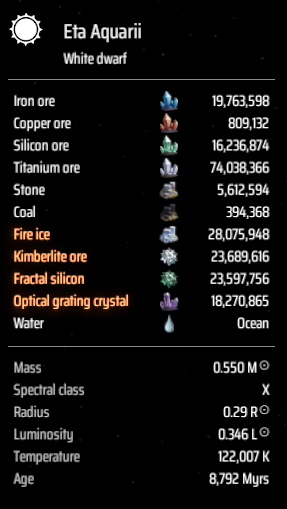 Eta Aquarii
White dwarf
Iron ore 19,763,598
Copper ore 809,132
Silicon ore 16,236,874
Titanium ore 74,038,366
Stone 5,612,594
Coal 394,368
Fire ice 28,075,948
Kimberlite ore 23,689,616
Fractal silicon 23,597,756
Optical grating crystal 18,270,865
Water Ocean
Mass 0.550 M☉
Spectral class X
Radius 0.29 R☉
Luminosity 0.346 L☉
Temperature 122,007 K
Age 8,792 Myrs